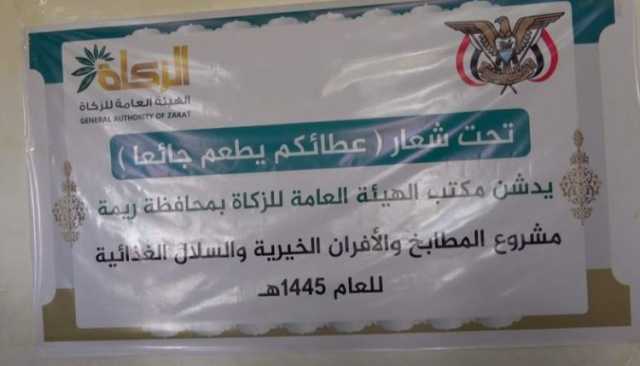 الزكاة
الهيئة العامة للزكاة
GENERAL AUTHORITY OF ZAKAT
تحت شعار ( عطائكم يطعم جائعا )
يدشن مكتب الهيئة العامة للزكاة بمحافظة ريمة
مشروع المطابخ والأفران الخيرية والسلال الغذائية
للعام 1445هـ